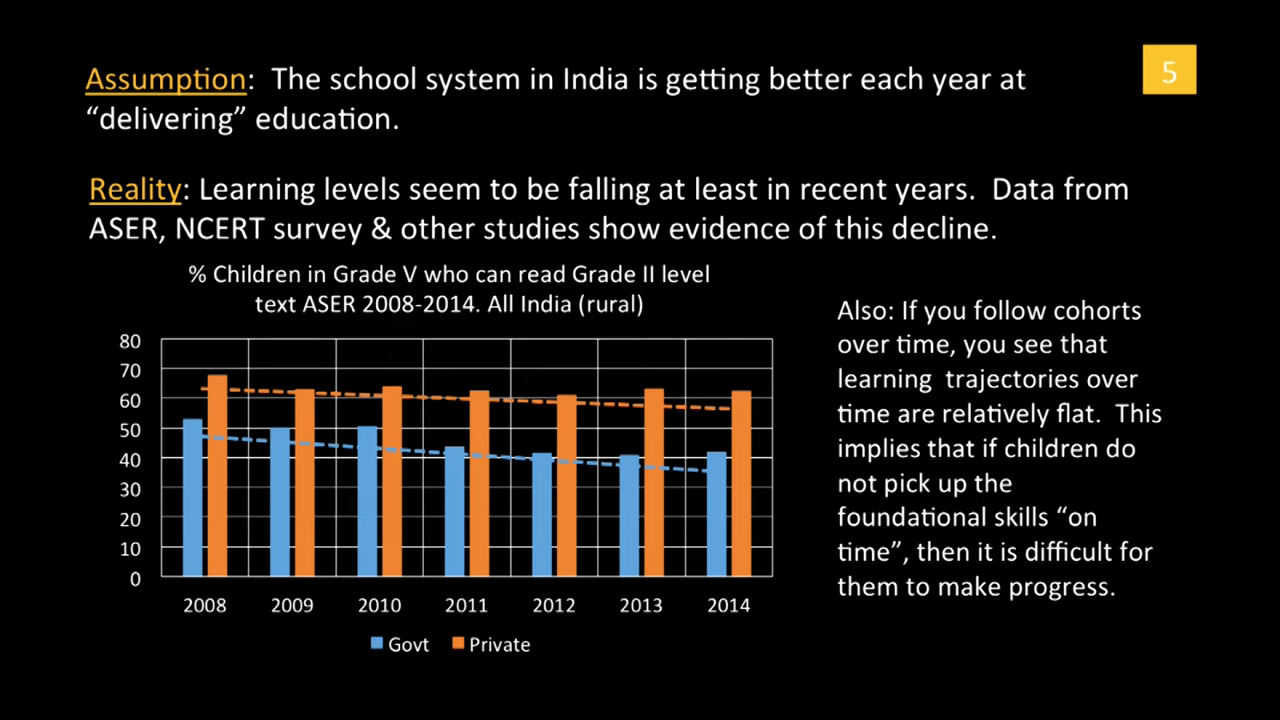 Assumption: The school system in India is getting better each year at
“delivering” education.
5
Reality: Learning levels seem to be falling at least in recent years. Data from
ASER, NCERT survey & other studies show evidence of this decline.
% Children in Grade V who can read Grade II level
text ASER 2008-2014. All India (rural)
80
70
60
50
40
30
20
10
0
2008 2009 2010 2011 2012 2013 2014
Govt Private
Also: If you follow cohorts
over time, you see that
learning trajectories over
time are relatively flat. This
implies that if children do
not pick up the
foundational skills “on
time”, then it is difficult for
them to make progress.